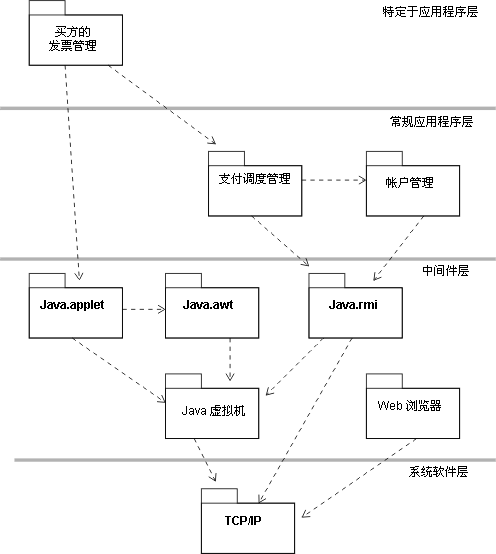 特定于应用程序层
买方的
发票管理
常规应用程序层
支付调度管理
帐户管理
中间件层
Java.applet
Java.awt
Java.rmi
Java 虚拟机
Web 浏览器
系统软件层
TCP/IP